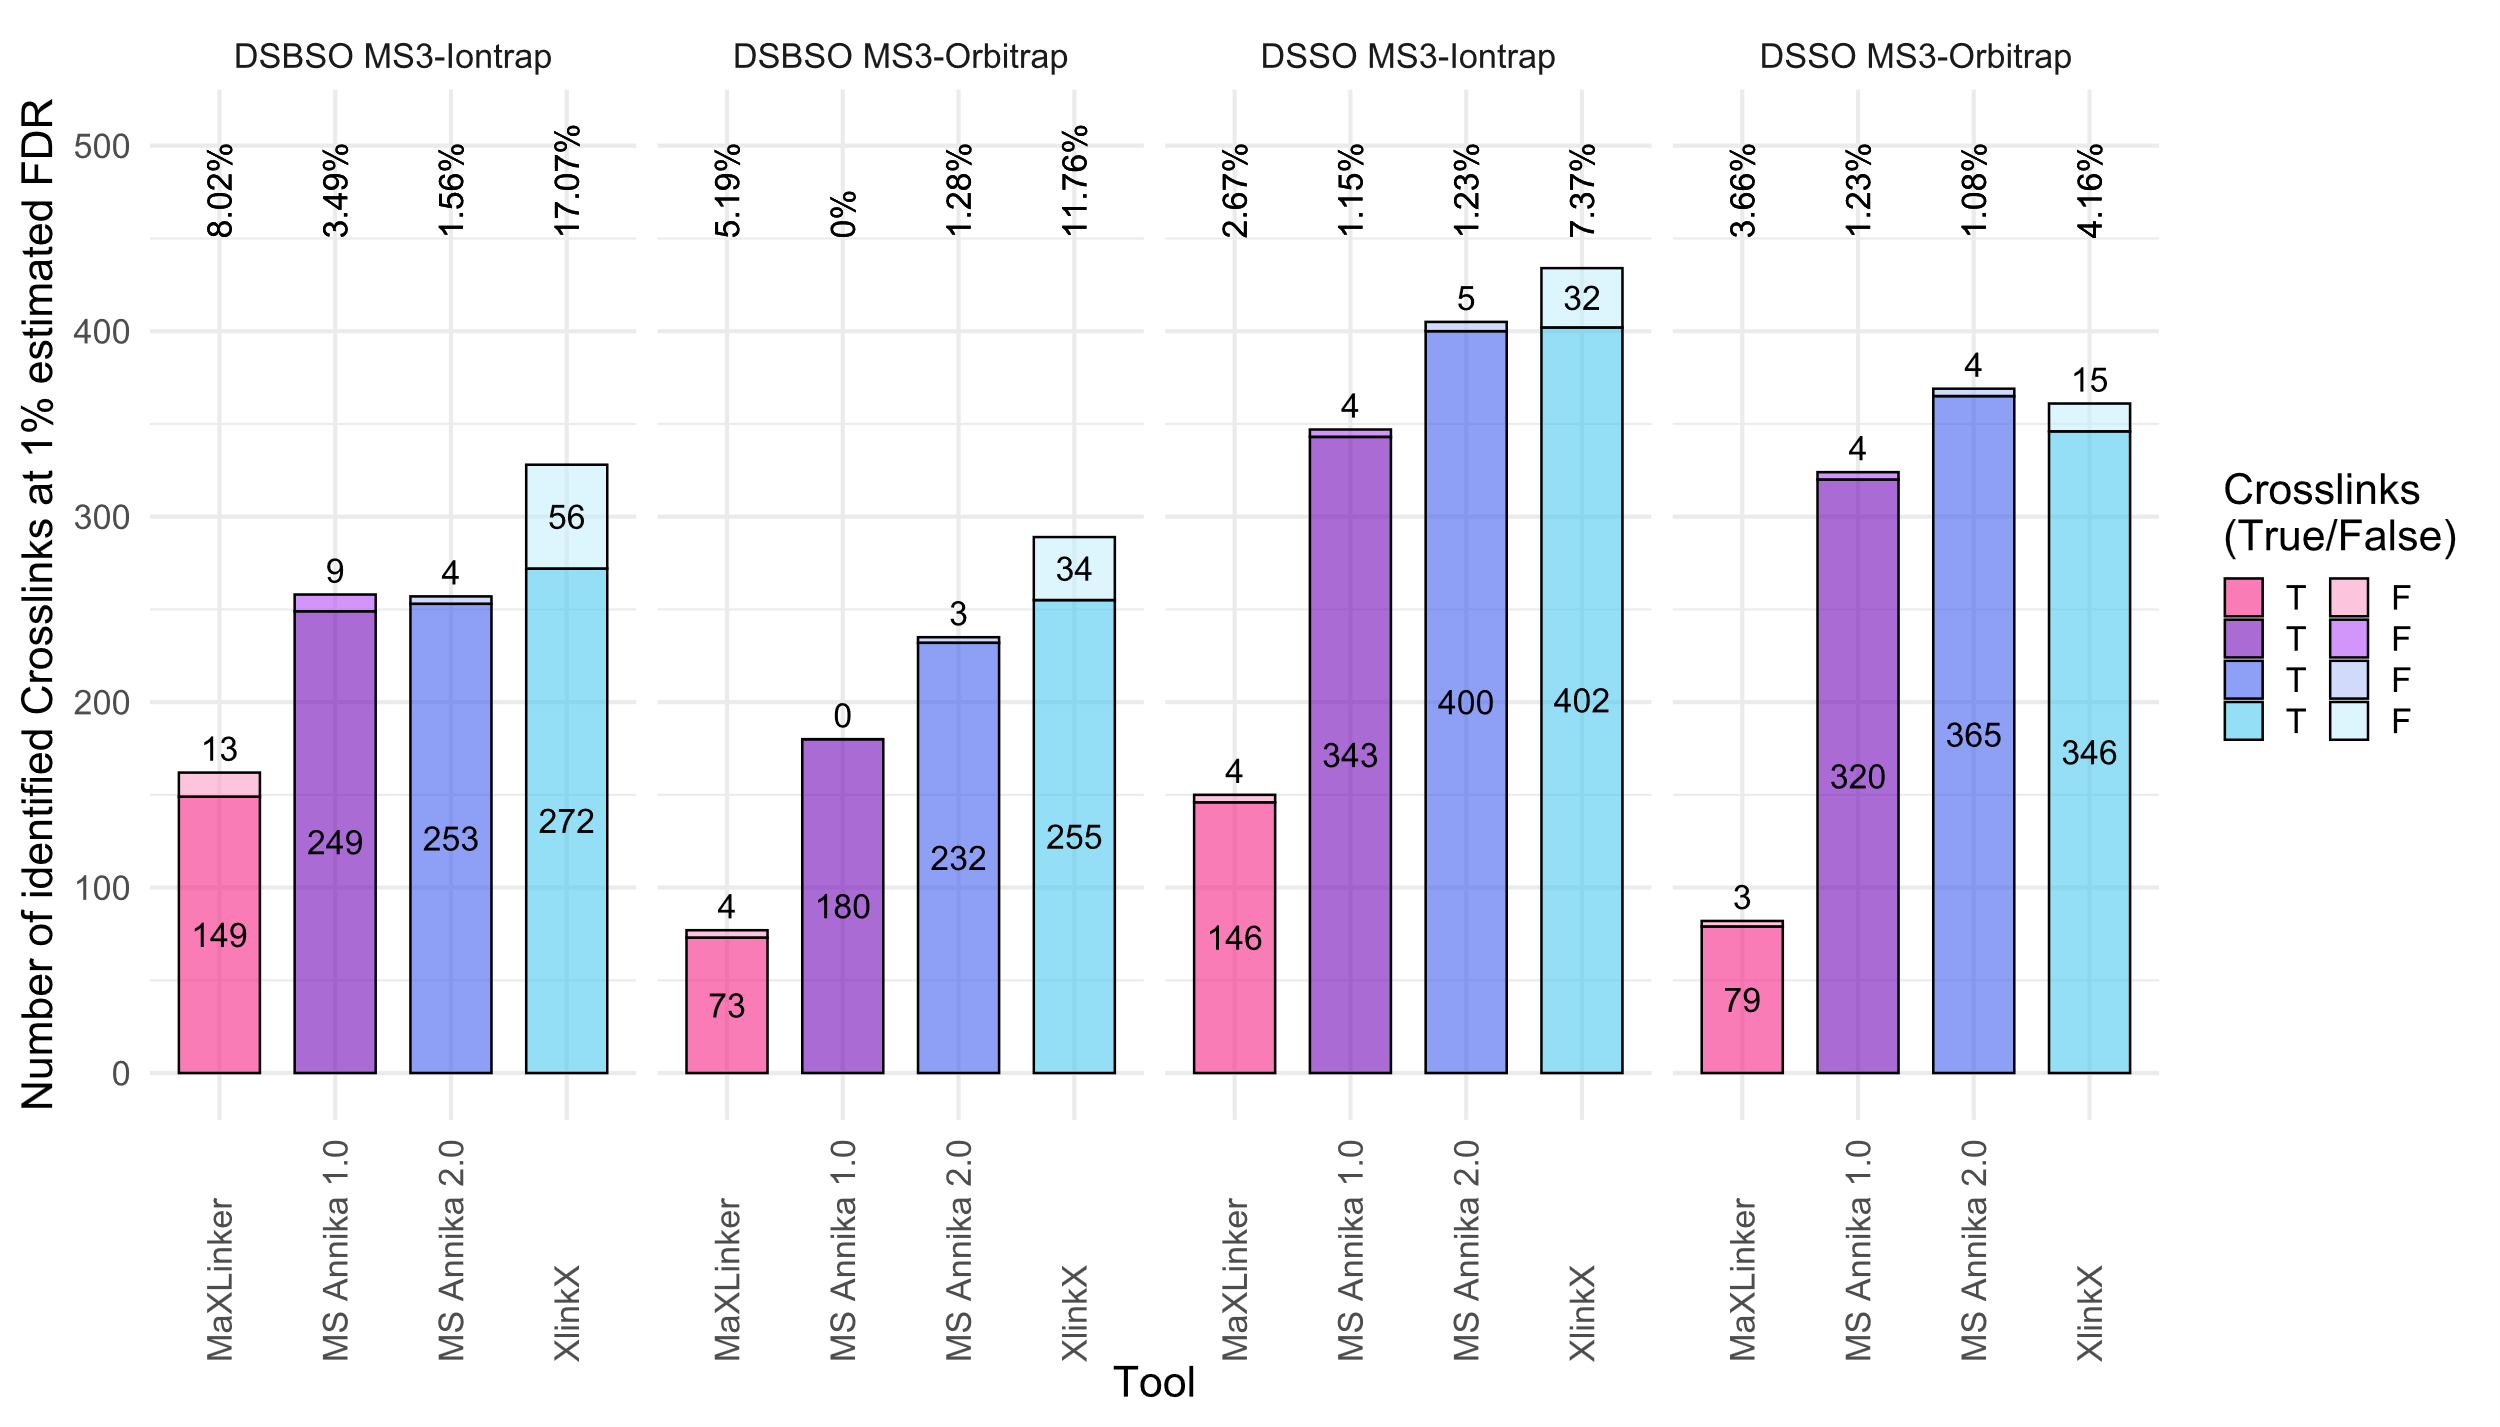 DSBSO MS3-Iontrap
DSBSO MS3-Orbitrap
DSSO MS3-Iontrap
DSSO MS3-Orbitrap
Number of identified Crosslinks at 1% estimated FDR
500
400
300
200
100
0
8.02%
3.49%
1.56%
17.07%
13
149
9
249
4
253
56
272
5.19%
0%
1.28%
11.76%
4
73
0
180
3
232
34
255
2.67%
1.15%
1.23%
7.37%
4
146
4
343
5
400
32
402
3.66%
1.23%
1.08%
4.16%
3
79
4
320
4
365
15
346
MaXLinker
MS Annika 1.0
MS Annika 2.0
XlinkX
MaXLinker
MS Annika 1.0
MS Annika 2.0
XlinkX
MaXLinker
MS Annika 1.0
MS Annika 2.0
XlinkX
MaXLinker
MS Annika 1.0
MS Annika 2.0
XlinkX
Tool
Crosslinks
(True/False)
T F
T F
T F
T F